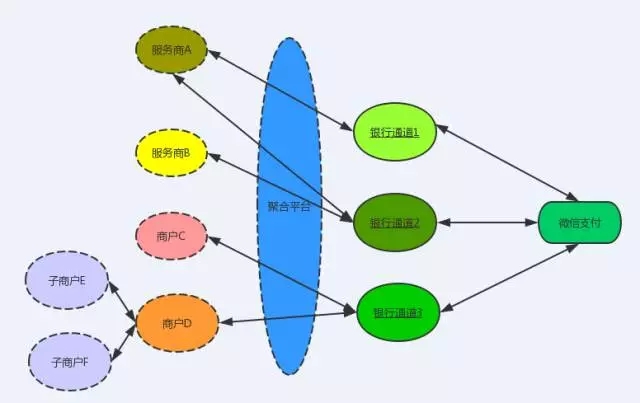 服务商A
银行通道1
服务商B
聚合平台
银行通道2
微信支付
商户C
子商户E
商户D
银行通道3
子商户F